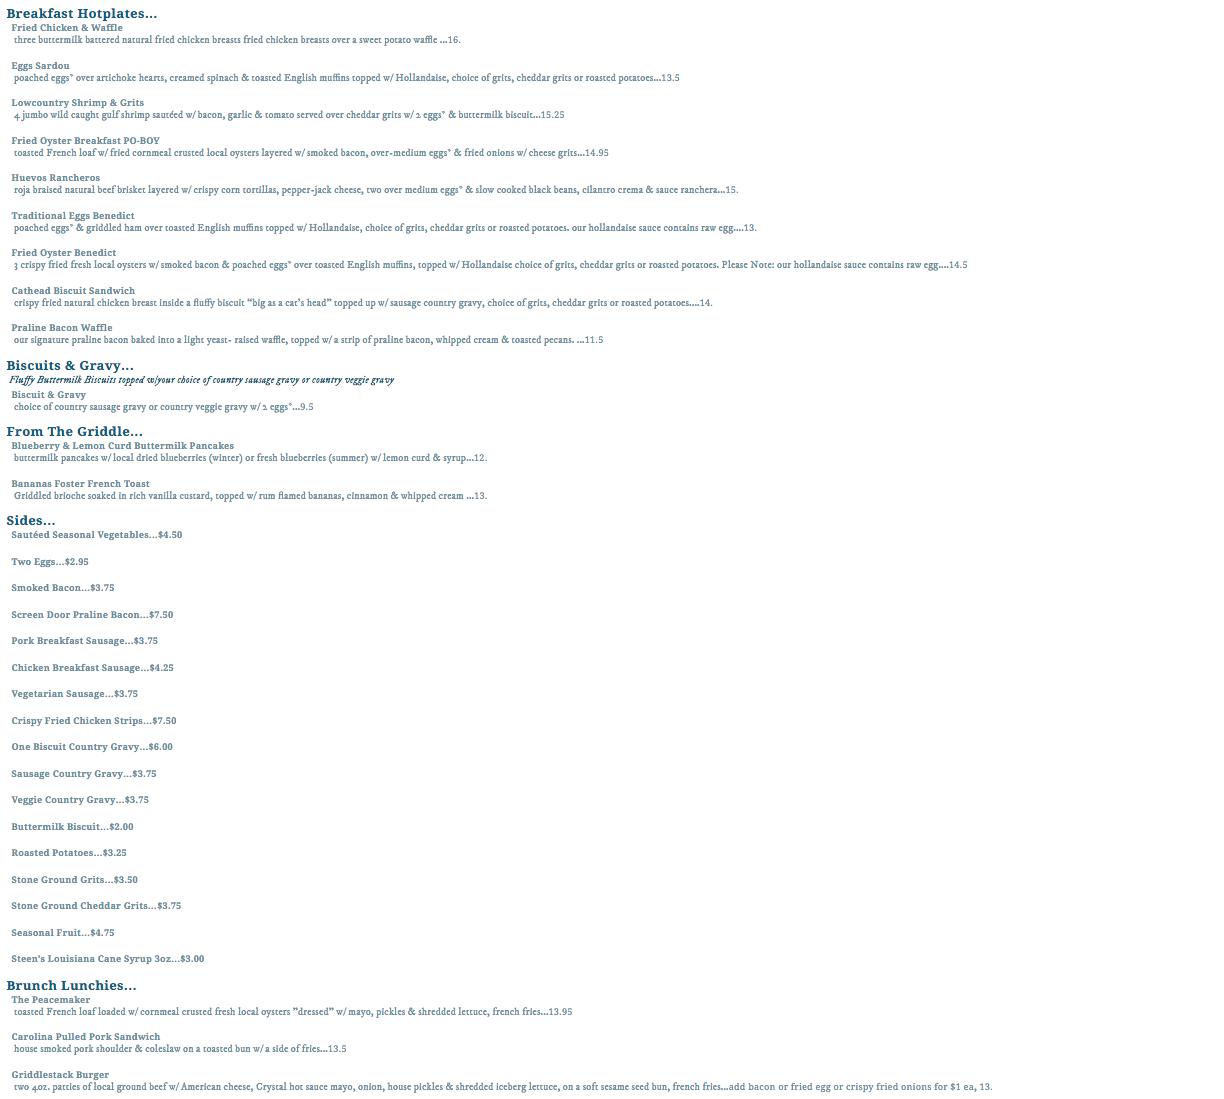 Breakfast Hotplates...
Fried Chicken & Waffle
three buttermilk battered natural fried chicken breasts fried chicken breasts over a sweet potato waffle ...16.
Eggs Sardou
poached eggs* over artichoke hearts, creamed spinach & toasted English muffins topped w/ Hollandaise, choice of grits, cheddar grits or roasted potatoes...13.5
Lowcountry Shrimp & Grits
4 jumbo wild caught gulf shrimp sautéed w/ bacon, garlic & tomato served over cheddar grits w/ 2 eggs* & buttermilk biscuit...15.25
Fried Oyster Breakfast PO-BOY
toasted French loaf w/ fried cornmeal crusted local oysters layered w/ smoked bacon, over-medium eggs* & fried onions w/ cheese grits...14.95
Huevos Rancheros
roja braised natural beef brisket layered w/ crispy corn tortillas, pepper-jack cheese, two over medium eggs* & slow cooked black beans, cilantro crema & sauce ranchera...15.
Traditional Eggs Benedict
poached eggs* & griddled ham over toasted English muffins topped w/ Hollandaise, choice of grits, cheddar grits or roasted potatoes. our hollandaise sauce contains raw egg....13.
Fried Oyster Benedict
3 crispy fried fresh local oysters w/ smoked bacon & poached eggs* over toasted English muffins, topped w/ Hollandaise choice of grits, cheddar grits or roasted potatoes. Please Note: our hollandaise sauce contains raw egg....14.5
Cathead Biscuit Sandwich
crispy fried natural chicken breast inside a fluffy biscuit "big as a cat's head" topped up w/ sausage country gravy, choice of grits, cheddar grits or roasted potatoes....14.
Praline Bacon Waffle
our signature praline bacon baked into a light yeast- raised waffle, topped w/ a strip of praline bacon, whipped cream & toasted pecans. ...11.5
Biscuits & Gravy...
Fluffy Buttermilk Biscuits topped w/your choice of country sausage gravy or country veggie gravy
Biscuit & Gravy
choice of country sausage gravy or country veggie gravy w/ 2 eggs*...9.5
From The Griddle...
Blueberry & Lemon Curd Buttermilk Pancakes
buttermilk pancakes w/ local dried blueberries (winter) or fresh blueberries (summer) w/ lemon curd & syrup...12.
Bananas Foster French Toast
Griddled brioche soaked in rich vanilla custard, topped w/ rum flamed bananas, cinnamon & whipped cream ...13.
Sides...
Sautéed Seasonal Vegetables...$4.50
Two Eggs...$2.95
Smoked Bacon...$3.75
Screen Door Praline Bacon...$7.50
Pork Breakfast Sausage...$3.75
Chicken Breakfast Sausage...$4.25
Vegetarian Sausage...$3.75
Crispy Fried Chicken Strips...$7.50
One Biscuit Country Gravy...$6.00
Sausage Country Gravy...$3.75
Veggie Country Gravy...$3.75
Buttermilk Biscuit...$2.00
Roasted Potatoes...$3.25
Stone Ground Grits...$3.50
Stone Ground Cheddar Grits...$3.75
Seasonal Fruit...$4.75
Steen's Louisiana Cane Syrup 3oz...$3.00
Brunch Lunchies...
The Peacemaker
toasted French loaf loaded w/ cornmeal crusted fresh local oysters "dressed" w/ mayo, pickles & shredded lettuce, french fries...13.95
Carolina Pulled Pork Sandwich
house smoked pork shoulder & coleslaw on a toasted bun w/ a side of fries...13.5
Griddlestack Burger
two 4oz. patties of local ground beef w/ American cheese, Crystal hot sauce mayo, onion, house pickles & shredded iceberg lettuce, on a soft sesame seed bun, french fries...add bacon or fried egg or crispy fried onions for $1 ea, 13.